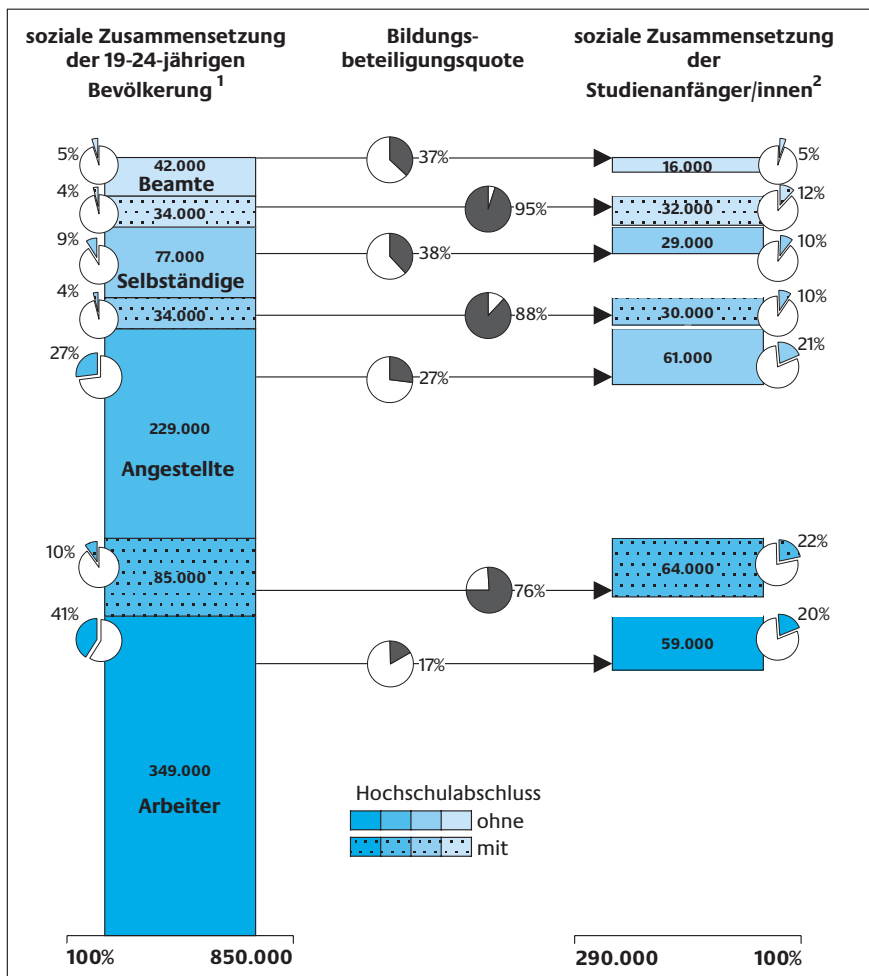 soziale Zusammensetzung
der 19-24-jährigen
Bevölkerung 1
Bildungs-
beteiligungsquote
soziale Zusammensetzung
der
Studienanfänger/innen2
5%
42.000
Beamte
37%
16.000
5%
4%
34.000
95%
32.000
12%
9%
77.000
Selbständige
38%
29.000
10%
4%
34.000
88%
30.000
10%
27%
229.000
Angestellte
27%
61.000
21%
10%
85.000
76%
64.000
22%
41%
349.000
Arbeiter
17%
59.000
20%
Hochschulabschluss
ohne
mit
100% 850.000
290.000 100%